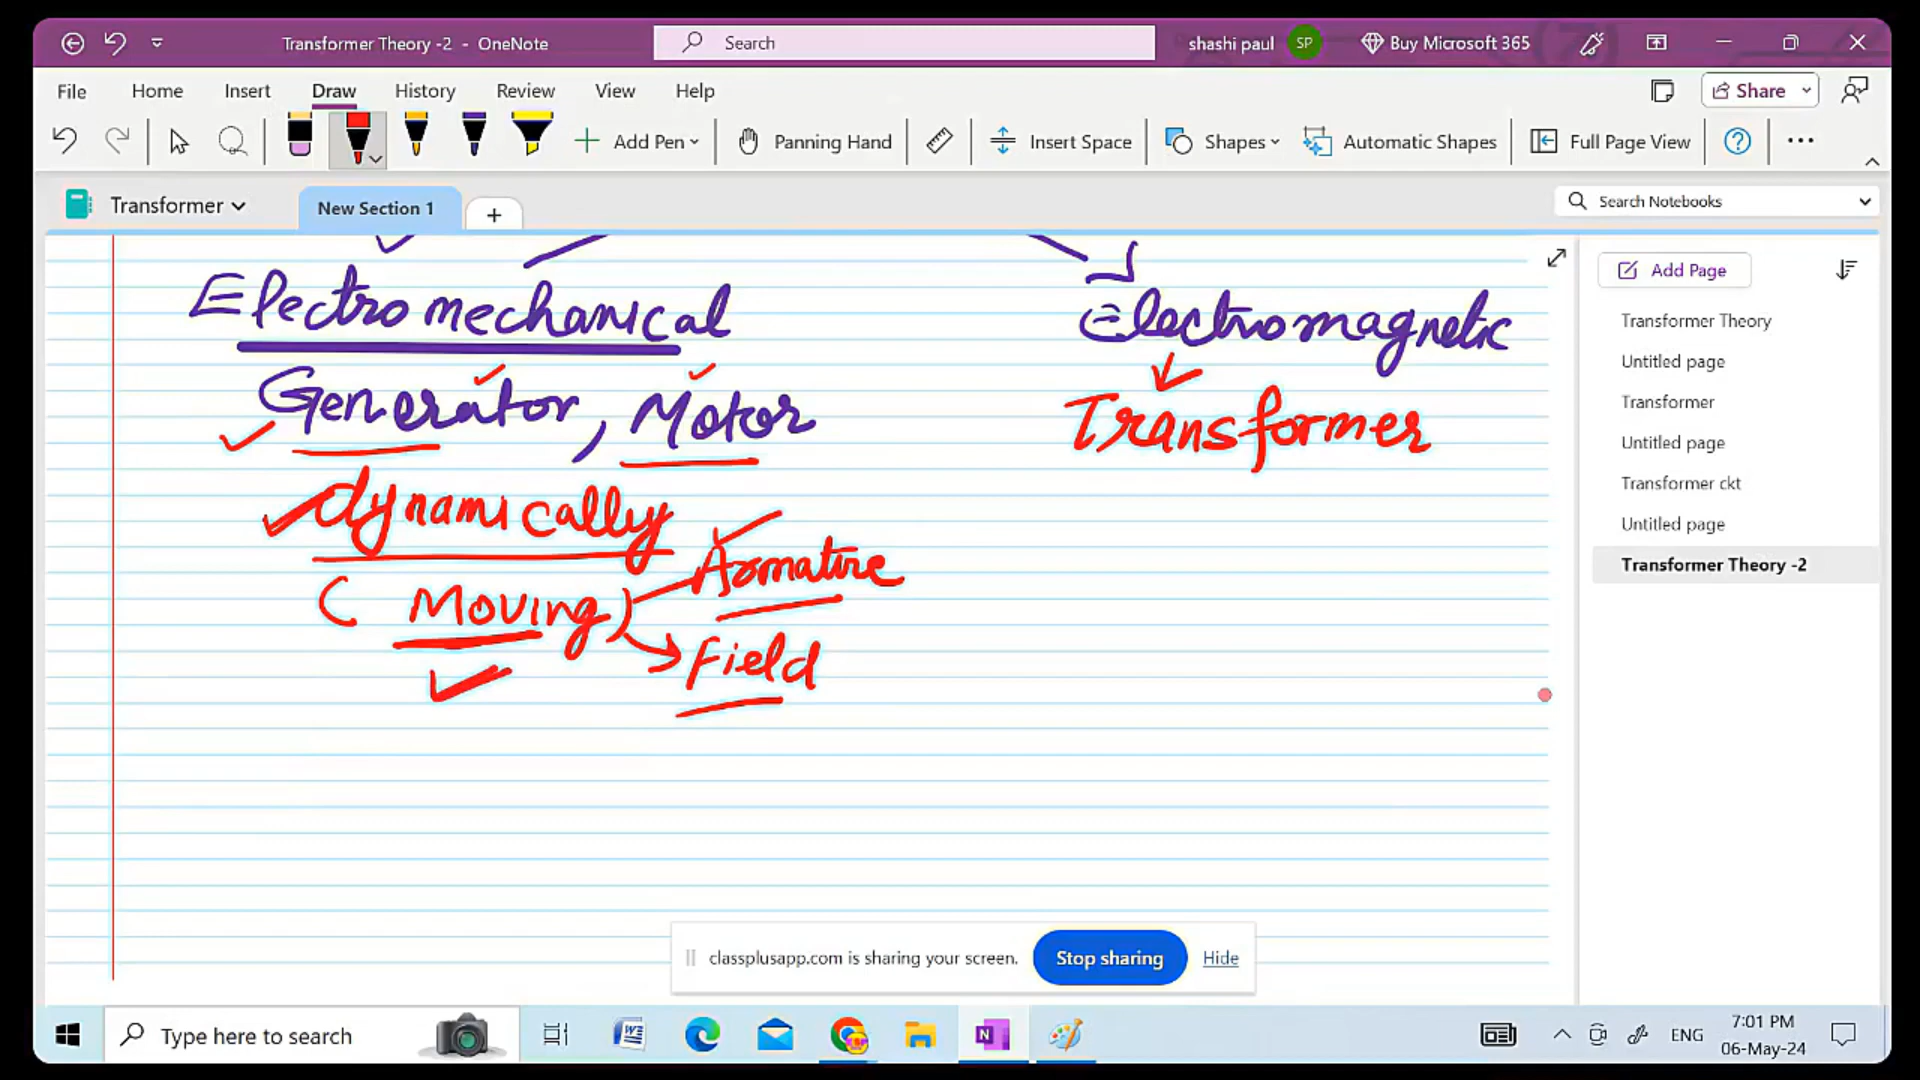 Transformer Theory -2 - OneNote
Search
shashi paul
SP
Buy Microsoft 365
File Home Insert Draw History Review View Help
Share
Add Pen
Panning Hand
Insert Space
Shapes
Automatic Shapes
Full Page View
Transformer
New Section 1
Search Notebooks
Electromechanical
Electromagnetic
Generator, Motor
Transformer
dynamically
Armature
( Moving)
Field
Add Page
Transformer Theory
Untitled page
Transformer
Untitled page
Transformer ckt
Untitled page
Transformer Theory -2
classplusapp.com is sharing your screen.
Stop sharing
Hide
Type here to search
ENG
7:01 PM
06-May-24